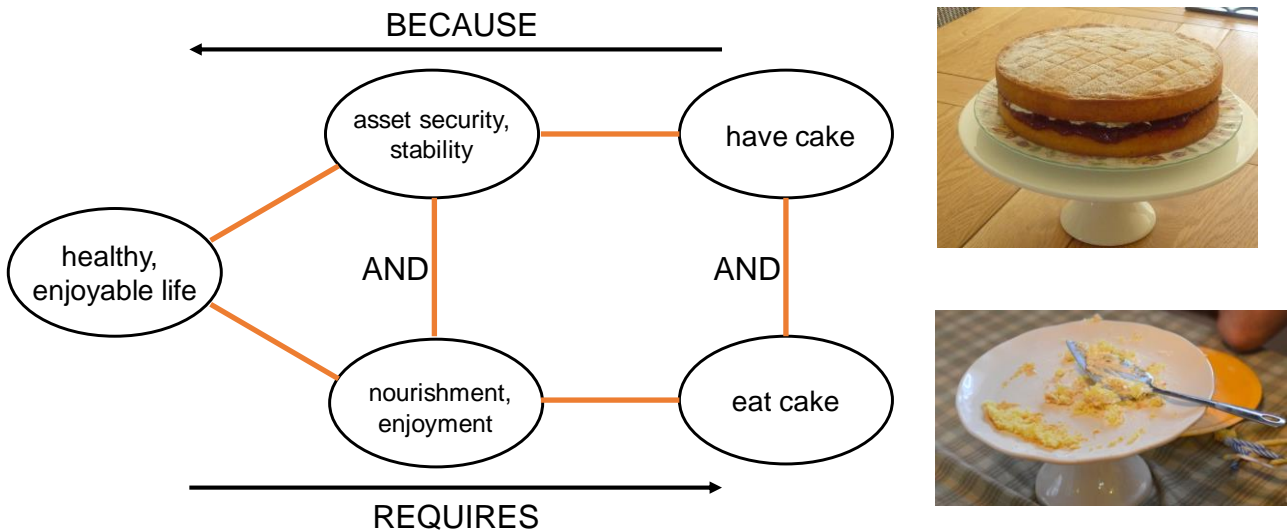 BECAUSE
asset security,
stability
have cake
healthy,
enjoyable life
AND
AND
nourishment,
enjoyment
eat cake
REQUIRES